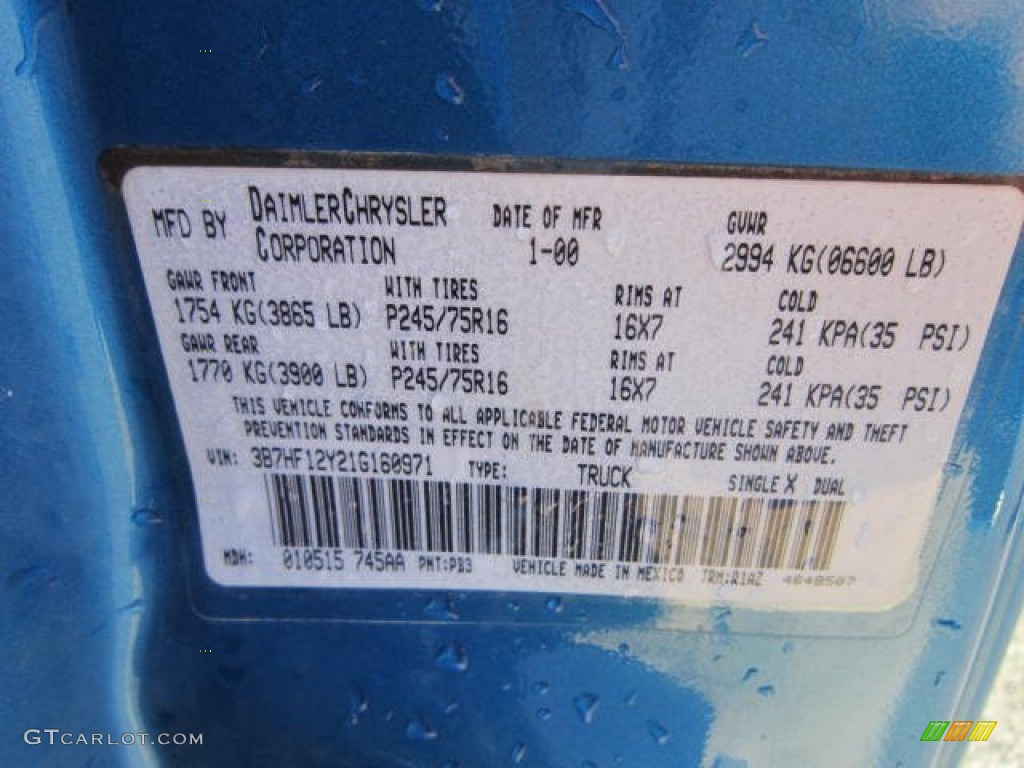 MFD BY DAIMLERCHRYSLER CORPORATION DATE OF MFR 1-00 GVWR 2994 KG(06600 LB)
GAWR FRONT WITH TIRES RIMS AT COLD
1754 KG(3865 LB) P245/75R16 16X7 241 KPA(35 PSI)
GAWR REAR WITH TIRES RIMS AT COLD
1770 KG(3900 LB) P245/75R16 16X7 241 KPA(35 PSI)
THIS VEHICLE CONFORMS TO ALL APPLICABLE FEDERAL MOTOR VEHICLE SAFETY AND THEFT
PREVENTION STANDARDS IN EFFECT ON THE DATE OF MANUFACTURE SHOWN ABOVE.
VIN: 3B7HF12Y21G160971 TYPE: TRUCK SINGLE X DUAL
MDH: 010515 745AA PNT:PB3 VEHICLE MADE IN MEXICO TRM:R1AZ 4648507
GTCARLOT.COM